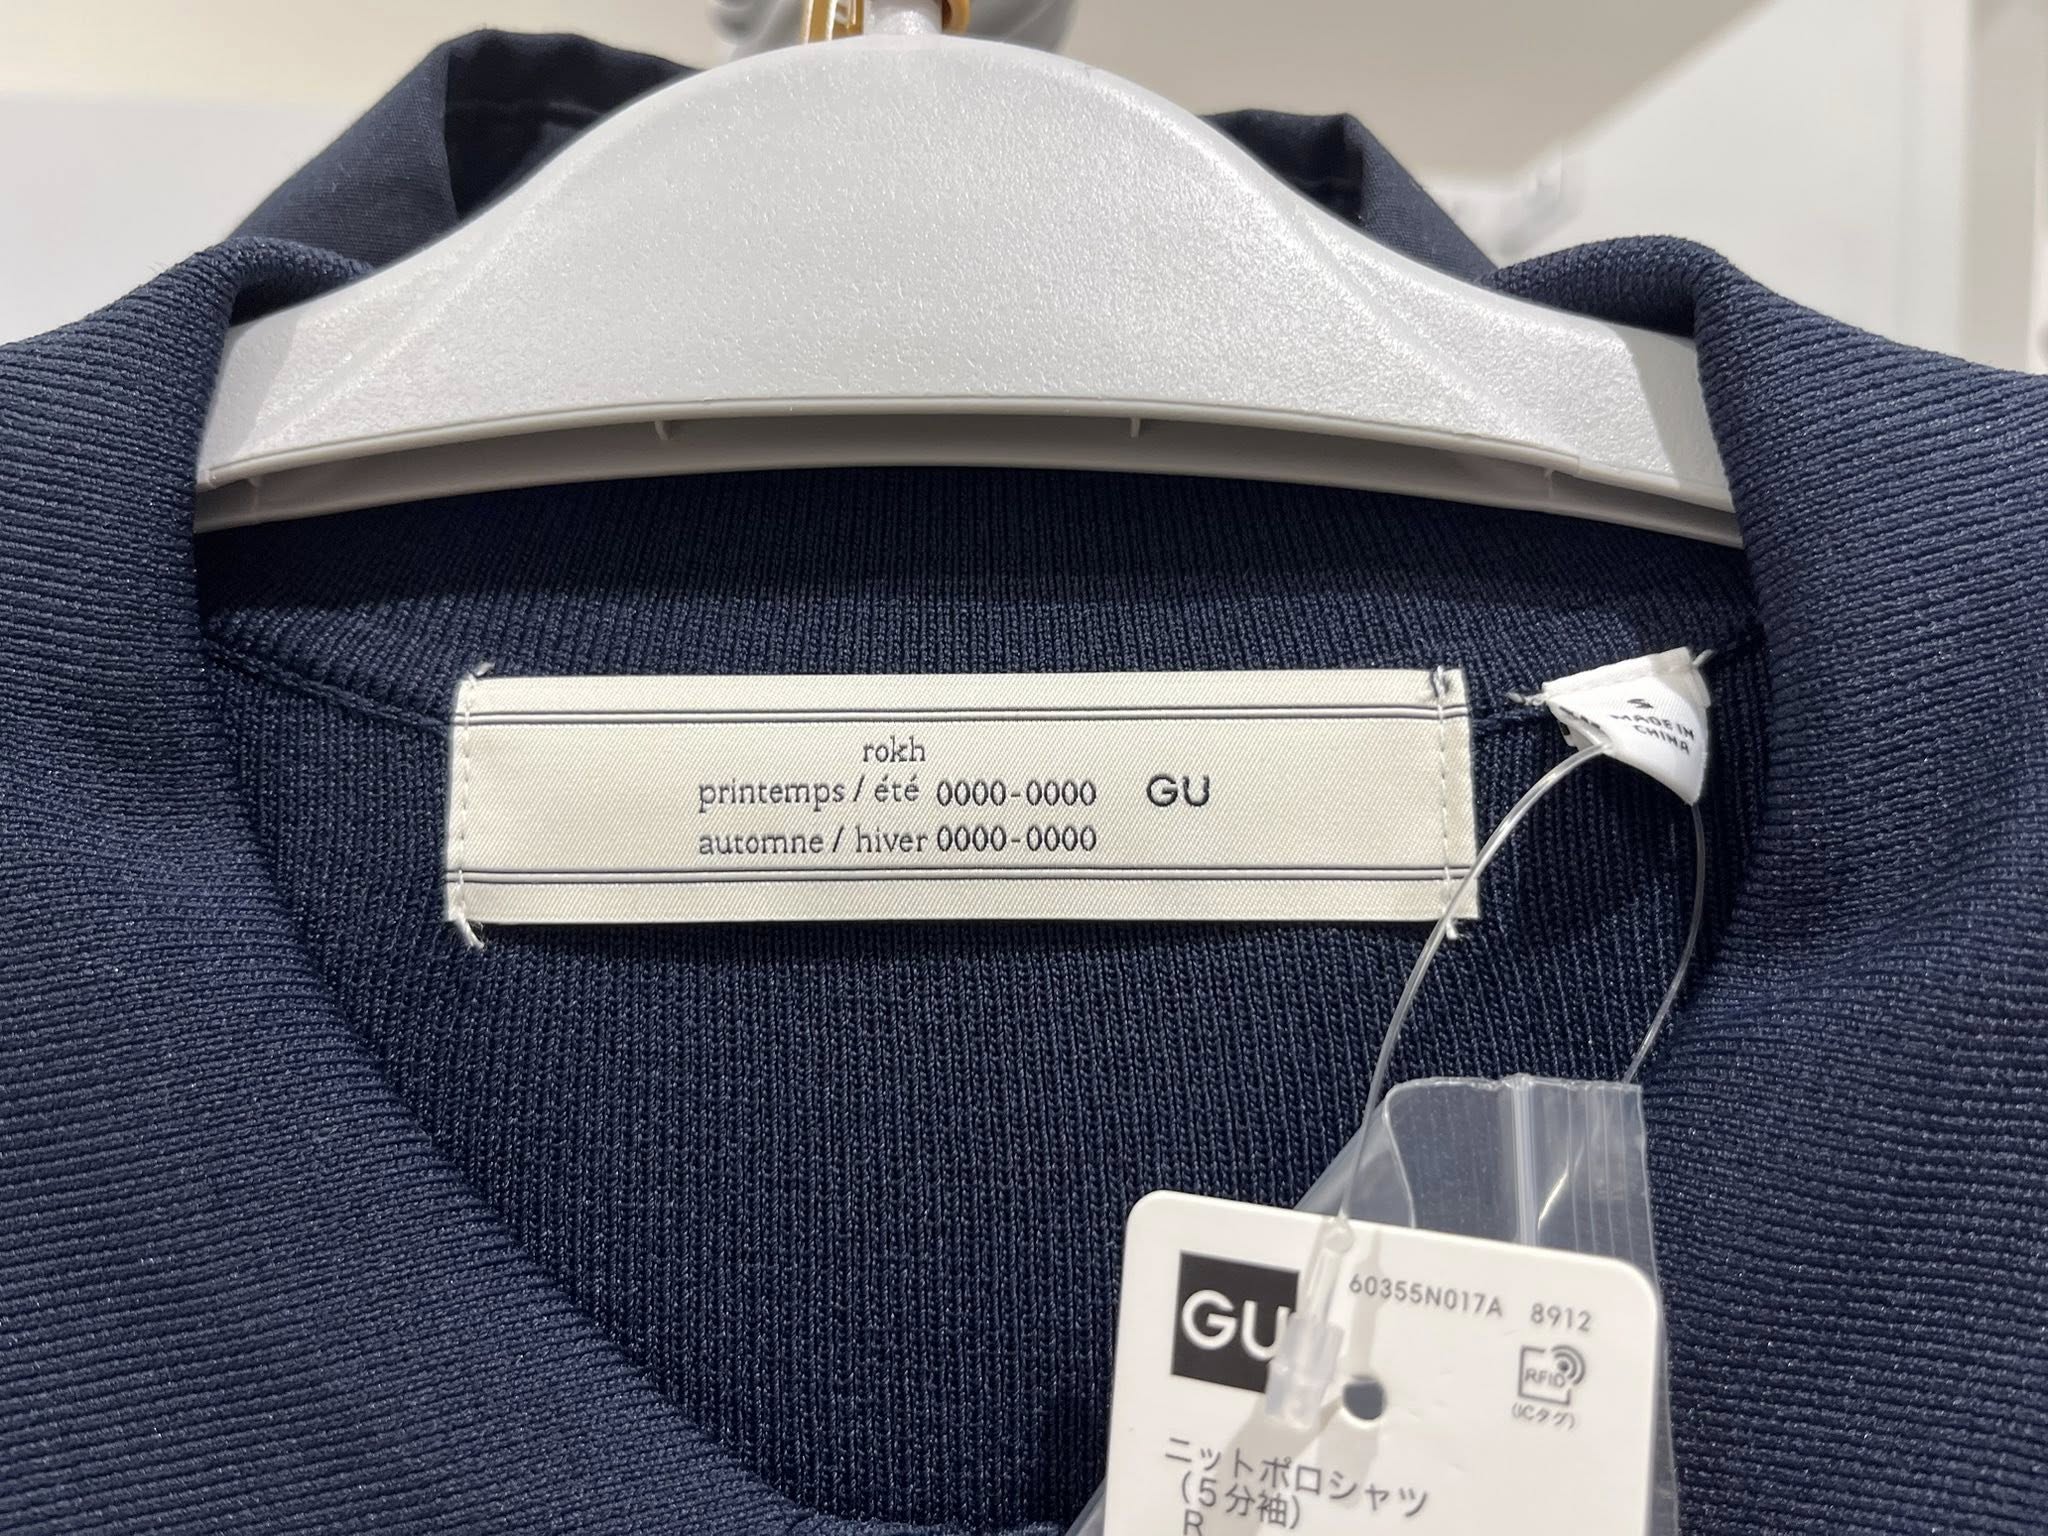 rokh
printemps / été 0000-0000 GU
automne / hiver 0000-0000
S
MADE IN
CHINA
GU
60355N017A 8912
RFID
(ICタグ)
ニットポロシャツ
(5分袖)
R